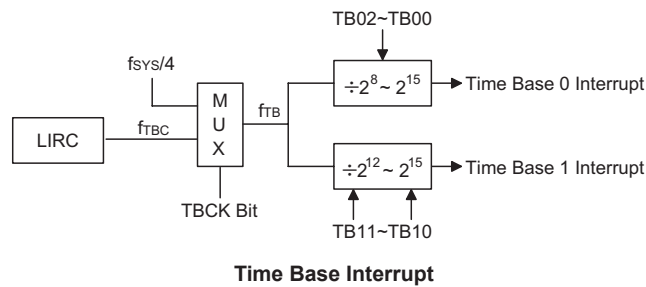 TB02~TB00
fSYS/4
÷2⁸ ~ 2¹⁵
Time Base 0 Interrupt
M
U
X
fTB
LIRC
fTBC
÷2¹² ~ 2¹⁵
Time Base 1 Interrupt
TBCK Bit
TB11~TB10
Time Base Interrupt